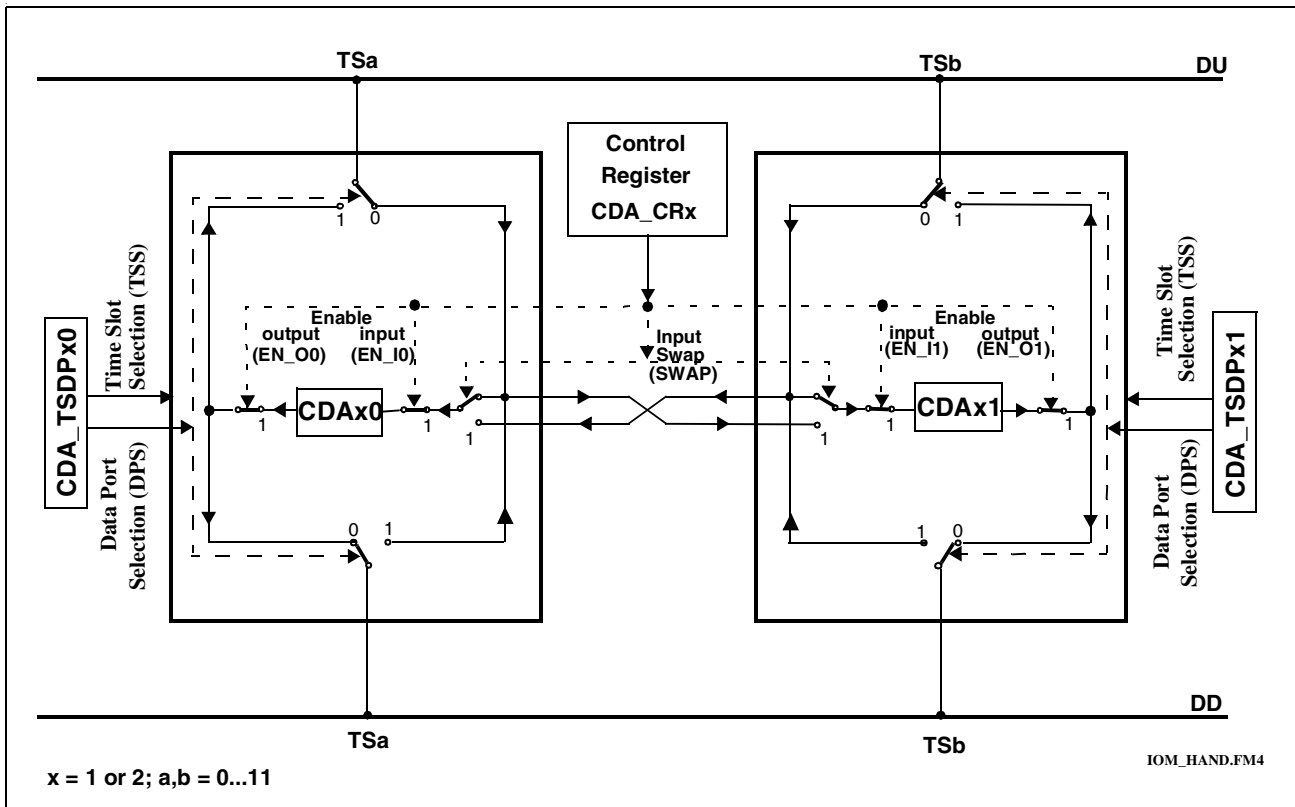 TSa
TSb
DU
Control
Register
CDA_CRx
1
0
0
1
Time Slot
Selection (TSS)
Time Slot
Selection (TSS)
Enable
output
(EN_O0)
input
(EN_I0)
Input
Swap
(SWAP)
Enable
input
(EN_I1)
output
(EN_O1)
CDA_TSDPx0
CDAx0
CDAx1
CDA_TSDPx1
1
1
1
1
1
1
Data Port
Selection (DPS)
Data Port
Selection (DPS)
0
1
1
0
DD
TSa
TSb
IOM_HAND.FM4
x = 1 or 2; a,b = 0...11